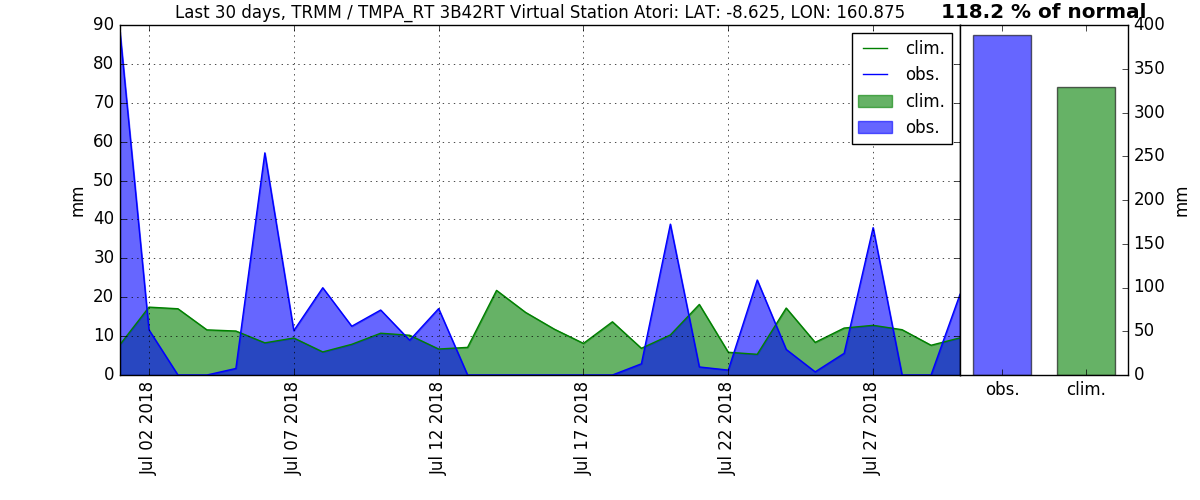 Last 30 days, TRMM / TMPA_RT 3B42RT Virtual Station Atori: LAT: -8.625, LON: 160.875
118.2 % of normal
90
80
70
60
50
40
30
20
10
0
mm
clim.
obs.
clim.
obs.
400
350
300
250
200
150
100
50
0
mm
Jul 02 2018
Jul 07 2018
Jul 12 2018
Jul 17 2018
Jul 22 2018
Jul 27 2018
obs.
clim.